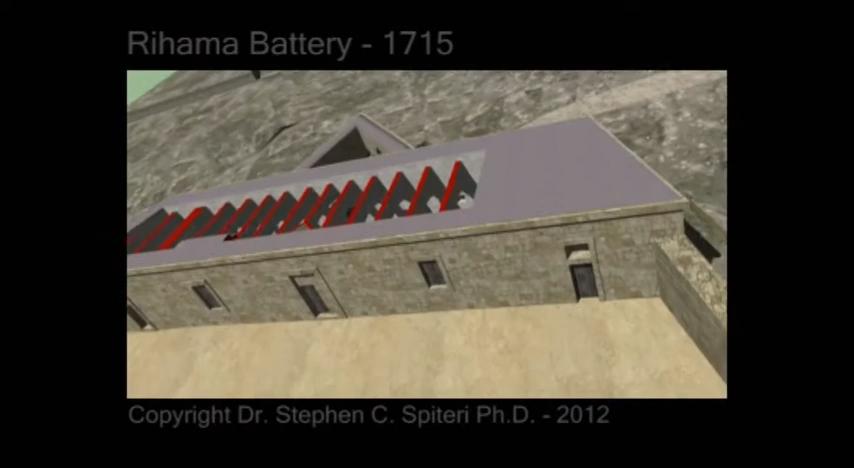 Rihama Battery - 1715
Copyright Dr. Stephen C. Spiteri Ph.D. - 2012